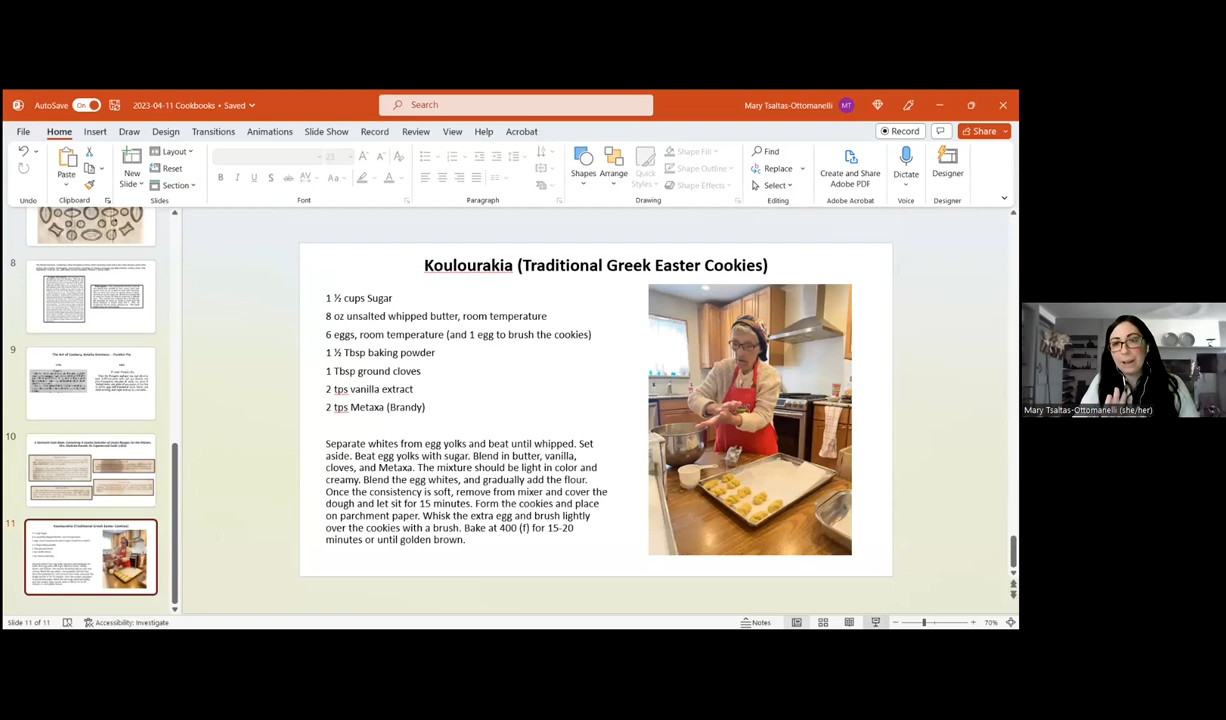 AutoSave On 2023-04-11 Cookbooks • Saved Search Mary Tsaltas-Ottomanelli MT
File Home Insert Draw Design Transitions Animations Slide Show Record Review View Help Acrobat Record Share
Paste
New
Slide
Layout
Reset
Section
23
B I U S ab AV Aa A
Shapes Arrange Quick
Styles
Shape Fill
Shape Outline
Shape Effects
Find
Replace
Select
Create and Share
Adobe PDF
Dictate
Designer
Undo Clipboard Slides Font Paragraph Drawing Editing Adobe Acrobat Voice Designer
8
9
10
11
Koulourakia (Traditional Greek Easter Cookies)
1 ½ cups Sugar
8 oz unsalted whipped butter, room temperature
6 eggs, room temperature (and 1 egg to brush the cookies)
1 ½ Tbsp baking powder
1 Tbsp ground cloves
2 tps vanilla extract
2 tps Metaxa (Brandy)
Separate whites from egg yolks and beat until whipped. Set
aside. Beat egg yolks with sugar. Blend in butter, vanilla,
cloves, and Metaxa. The mixture should be light in color and
creamy. Blend the egg whites, and gradually add the flour.
Once the consistency is soft, remove from mixer and cover the
dough and let sit for 15 minutes. Form the cookies and place
on parchment paper. Whisk the extra egg and brush lightly
over the cookies with a brush. Bake at 400 (f) for 15-20
minutes or until golden brown.
Mary Tsaltas-Ottomanelli (she/her)
Slide 11 of 11 Accessibility: Investigate Notes 70%